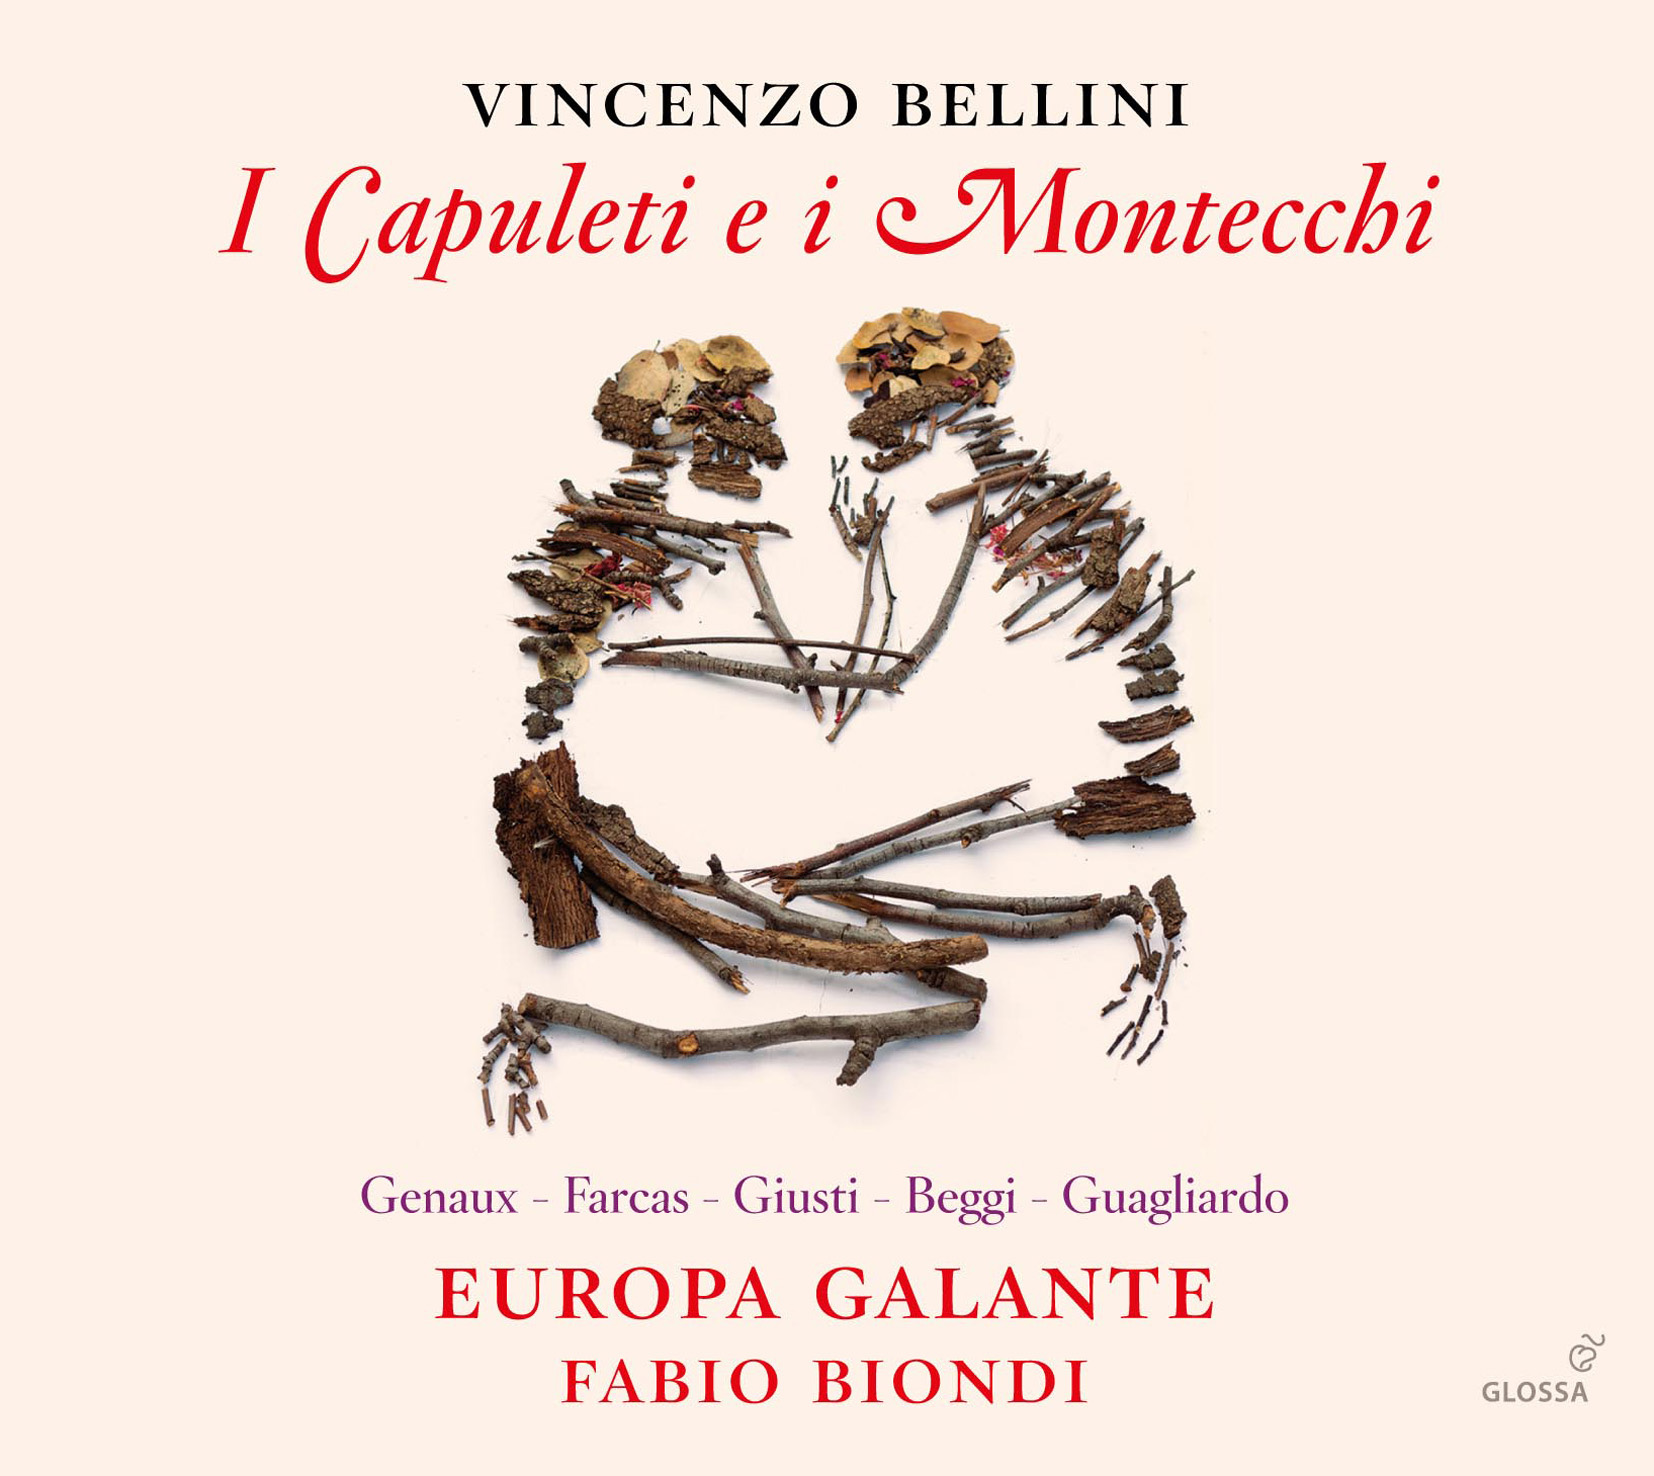 VINCENZO BELLINI
I Capuleti e i Montecchi
Genaux - Farcas - Giusti - Beggi - Guagliardo
EUROPA GALANTE
FABIO BIONDI
GLOSSA